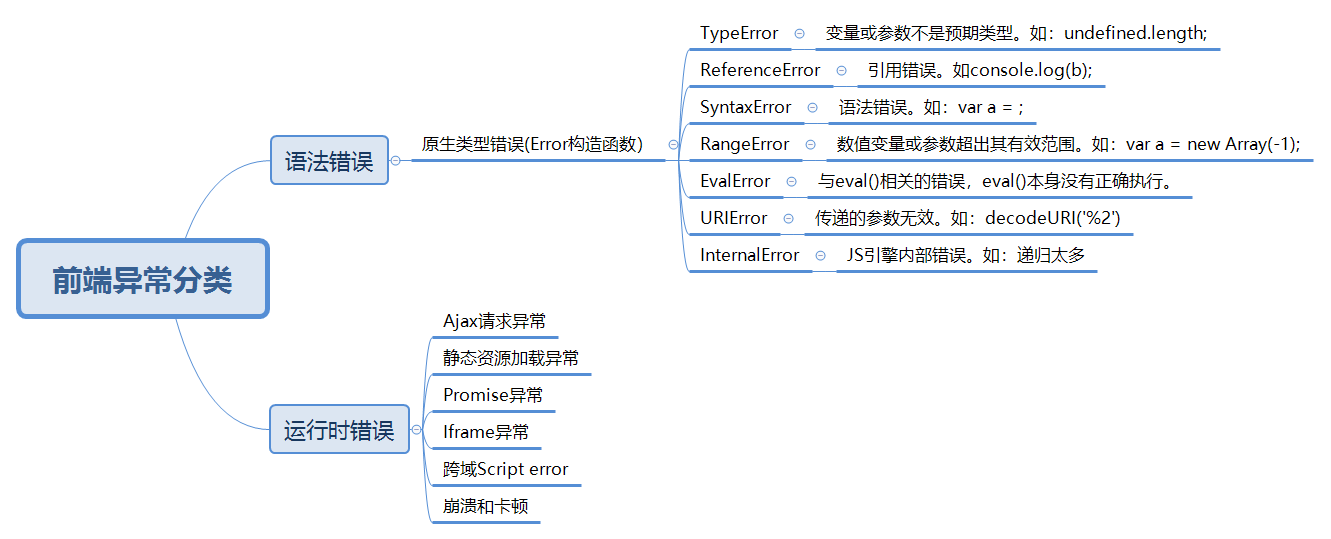 前端异常分类
语法错误
原生类型错误(Error构造函数)
TypeError 变量或参数不是预期类型。如：undefined.length;
ReferenceError 引用错误。如console.log(b);
SyntaxError 语法错误。如：var a = ;
RangeError 数值变量或参数超出其有效范围。如：var a = new Array(-1);
EvalError 与eval()相关的错误，eval()本身没有正确执行。
URIError 传递的参数无效。如：decodeURI('%2')
InternalError JS引擎内部错误。如：递归太多
运行时错误
Ajax请求异常
静态资源加载异常
Promise异常
Iframe异常
跨域Script error
崩溃和卡顿